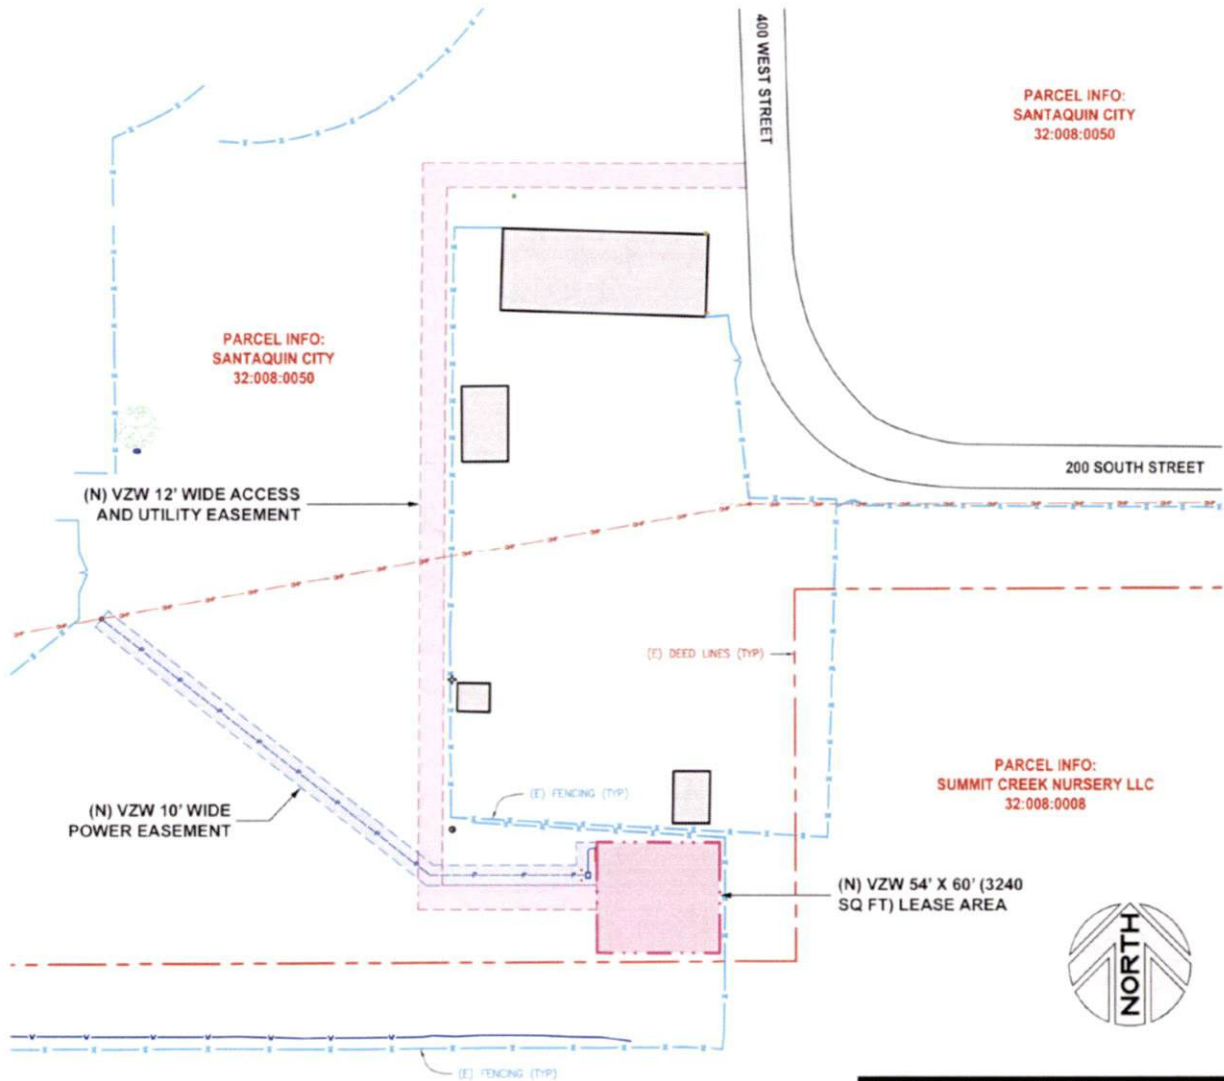 400 WEST STREET
PARCEL INFO:
SANTAQUIN CITY
32:008:0050
PARCEL INFO:
SANTAQUIN CITY
32:008:0050
200 SOUTH STREET
(N) VZW 12' WIDE ACCESS
AND UTILITY EASEMENT
(E) DEED LINES (TYP)
PARCEL INFO:
SUMMIT CREEK NURSERY LLC
32:008:0008
(E) FENCING (TYP)
(N) VZW 10' WIDE
POWER EASEMENT
(N) VZW 54' X 60' (3240
SQ FT) LEASE AREA
NORTH
(E) FENCING (TYP)